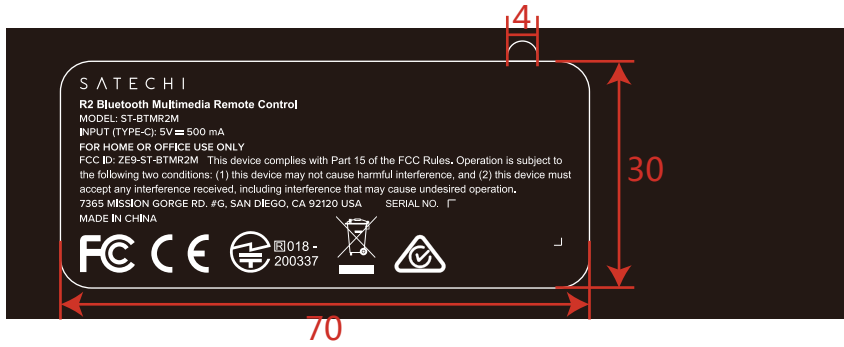 4
SATECHI
R2 Bluetooth Multimedia Remote Control
MODEL: ST-BTMR2M
INPUT (TYPE-C): 5V⎓500 mA
FOR HOME OR OFFICE USE ONLY
FCC ID: ZE9-ST-BTMR2M This device complies with Part 15 of the FCC Rules. Operation is subject to
the following two conditions: (1) this device may not cause harmful interference, and (2) this device must
accept any interference received, including interference that may cause undesired operation.
7365 MISSION GORGE RD. #G, SAN DIEGO, CA 92120 USA SERIAL NO.
MADE IN CHINA
FC CE R 018 -
200337
30
70